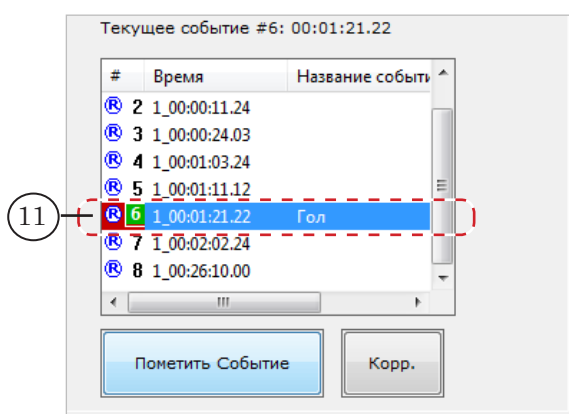 Текущее событие #6: 00:01:21.22
# Время Название событи
R 2 1_00:00:11.24
R 3 1_00:00:24.03
R 4 1_00:01:03.24
R 5 1_00:01:11.12
11 R 6 1_00:01:21.22 Гол
R 7 1_00:02:02.24
R 8 1_00:26:10.00
Пометить Событие Корр.